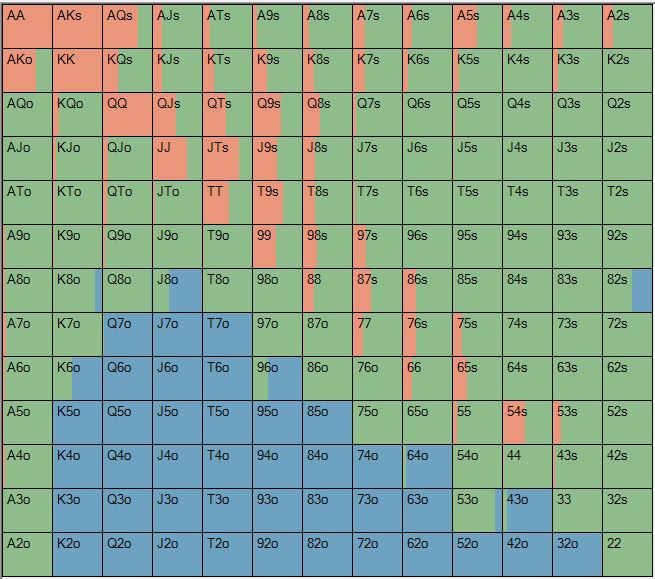 AA AKs AQs AJs ATs A9s A8s A7s A6s A5s A4s A3s A2s
AKo KK KQs KJs KTs K9s K8s K7s K6s K5s K4s K3s K2s
AQo KQo QQ QJs QTs Q9s Q8s Q7s Q6s Q5s Q4s Q3s Q2s
AJo KJo QJo JJ JTs J9s J8s J7s J6s J5s J4s J3s J2s
ATo KTo QTo JTo TT T9s T8s T7s T6s T5s T4s T3s T2s
A9o K9o Q9o J9o T9o 99 98s 97s 96s 95s 94s 93s 92s
A8o K8o Q8o J8o T8o 98o 88 87s 86s 85s 84s 83s 82s
A7o K7o Q7o J7o T7o 97o 87o 77 76s 75s 74s 73s 72s
A6o K6o Q6o J6o T6o 96o 86o 76o 66 65s 64s 63s 62s
A5o K5o Q5o J5o T5o 95o 85o 75o 65o 55 54s 53s 52s
A4o K4o Q4o J4o T4o 94o 84o 74o 64o 54o 44 43s 42s
A3o K3o Q3o J3o T3o 93o 83o 73o 63o 53o 43o 33 32s
A2o K2o Q2o J2o T2o 92o 82o 72o 62o 52o 42o 32o 22